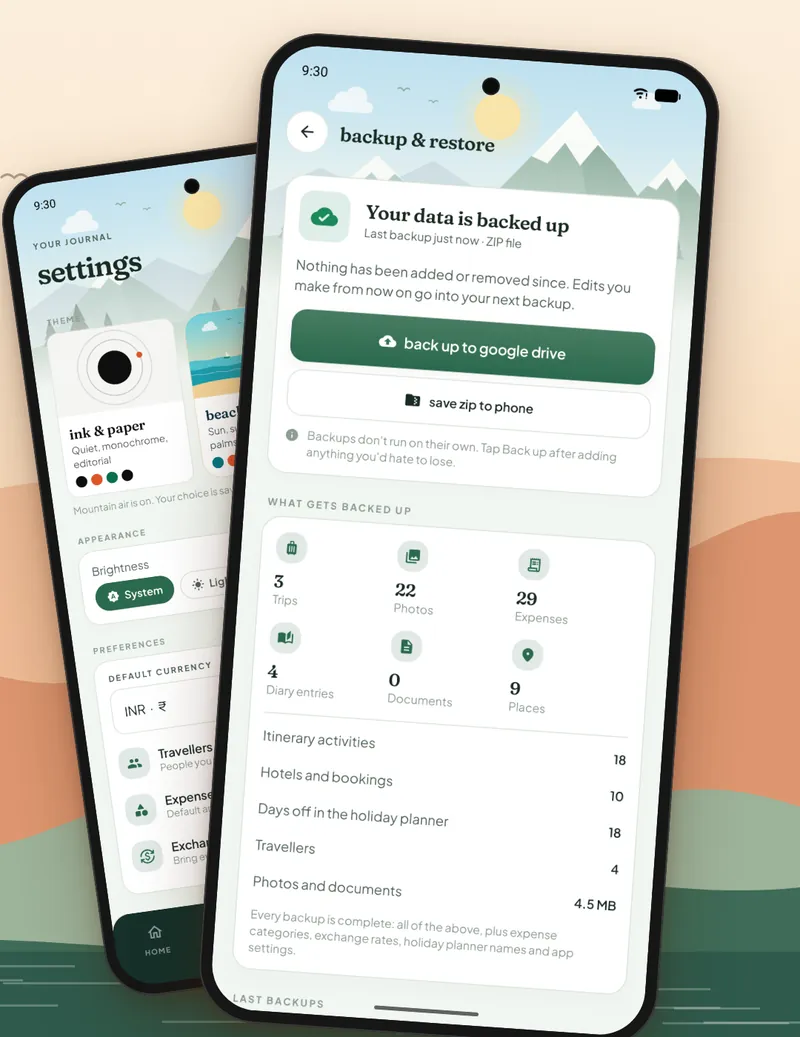 9:30
backup & restore
Your data is backed up
Last backup just now · ZIP file
Nothing has been added or removed since. Edits you
make from now on go into your next backup.
back up to google drive
save zip to phone
Backups don't run on their own. Tap Back up after adding
anything you'd hate to lose.
WHAT GETS BACKED UP
3
Trips
22
Photos
29
Expenses
4
Diary entries
0
Documents
9
Places
Itinerary activities 18
Hotels and bookings 10
Days off in the holiday planner 18
Travellers 4
Photos and documents 4.5 MB
Every backup is complete: all of the above, plus expense
categories, exchange rates, holiday planner names and app
settings.
LAST BACKUPS
9:30
YOUR JOURNAL
settings
THEME
ink & paper
Quiet, monochrome,
editorial
Sun,
palms
Mountain air is on. Your choice is
APPEARANCE
Brightness
System
PREFERENCES
DEFAULT CURRENCY
INR · ₹
Travellers
People you
Expense
Default
Bring
HOME